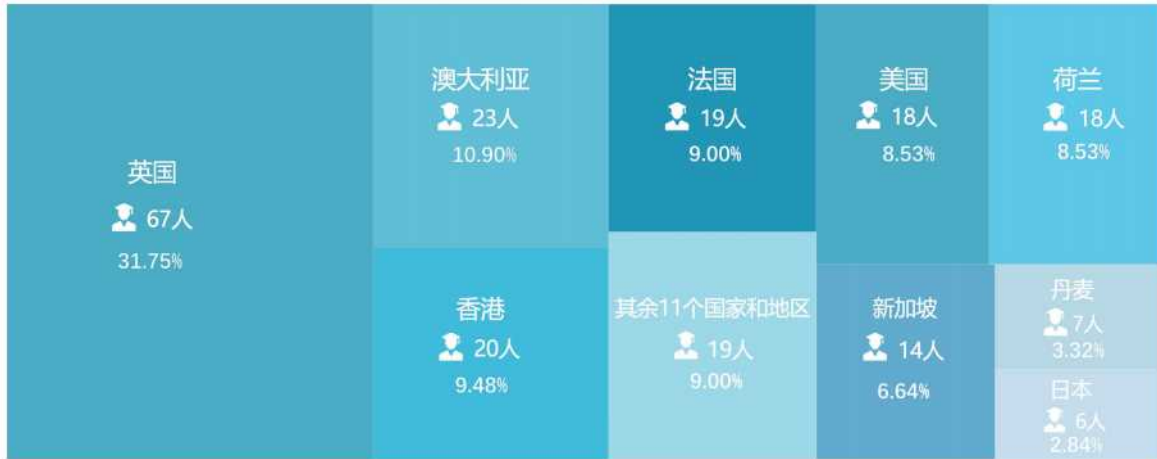 英国
67人
31.75%
澳大利亚
23人
10.90%
香港
20人
9.48%
法国
19人
9.00%
其余11个国家和地区
19人
9.00%
美国
18人
8.53%
荷兰
18人
8.53%
新加坡
14人
6.64%
丹麦
7人
3.32%
日本
6人
2.84%